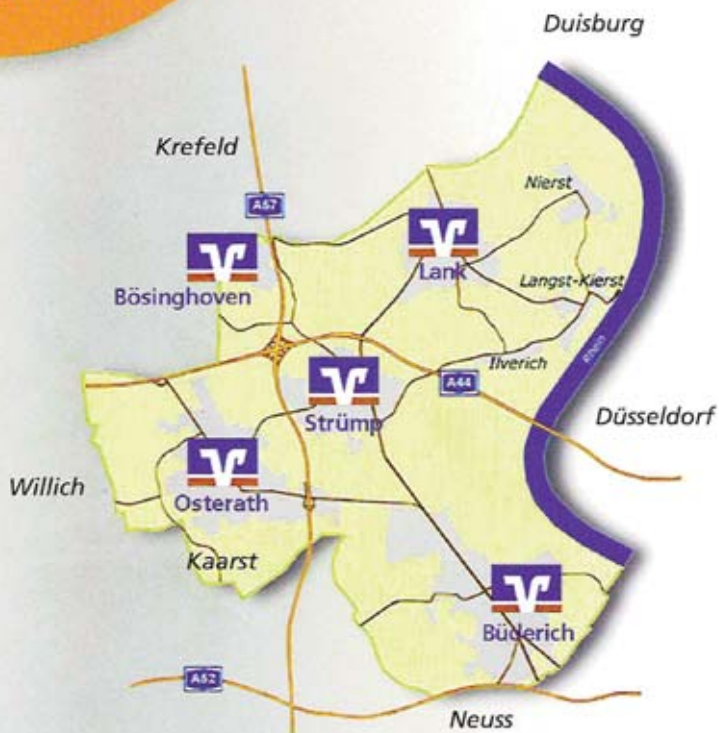 Duisburg
Krefeld
A57
Nierst
Lank
Bösinghoven
Langst-Kierst
Rhein
Ilverich
A44
Strümp
Düsseldorf
Willich
Osterath
Kaarst
Büderich
A52
Neuss